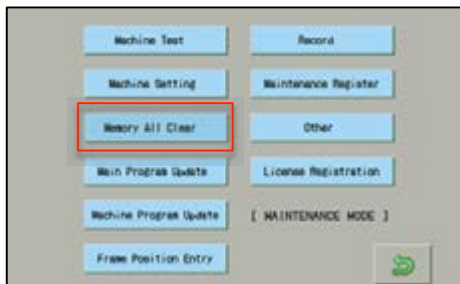 Machine Test
Record
Machine Setting
Maintenance Register
Memory All Clear
Other
Main Program Update
License Registration
Machine Program Update
[ MAINTENANCE MODE ]
Frame Position Entry